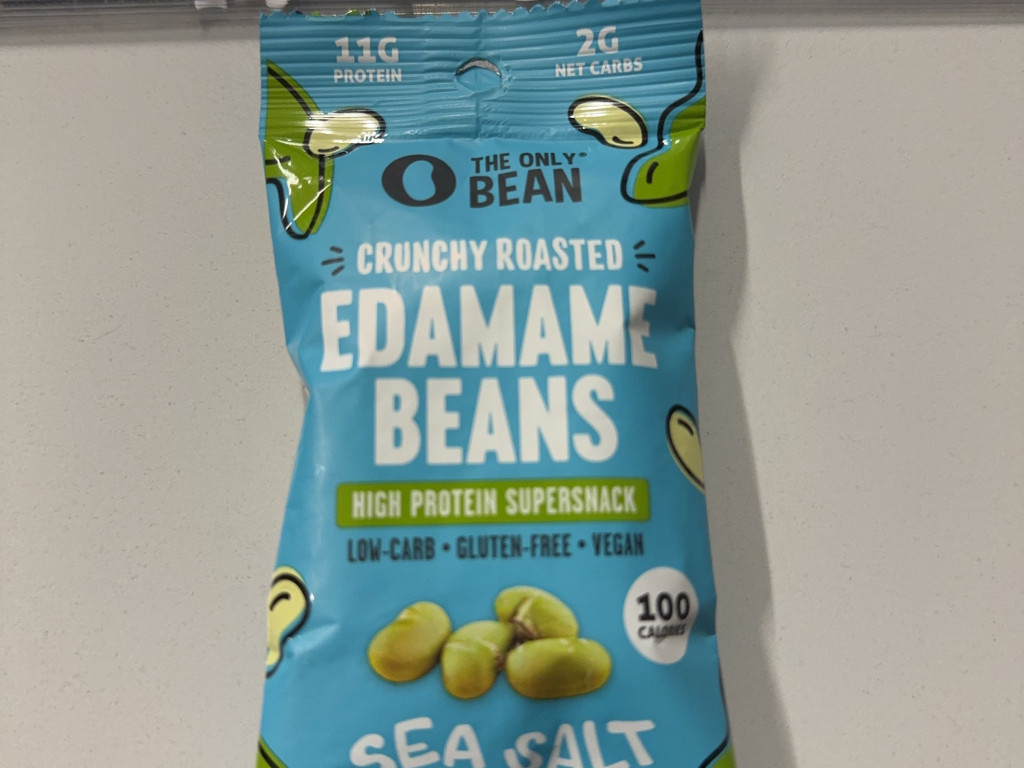 11G
PROTEIN
2G
NET CARBS
THE ONLY®
BEAN
CRUNCHY ROASTED
EDAMAME
BEANS
HIGH PROTEIN SUPERSNACK
LOW-CARB • GLUTEN-FREE • VEGAN
100
CALORIES
SEA SALT